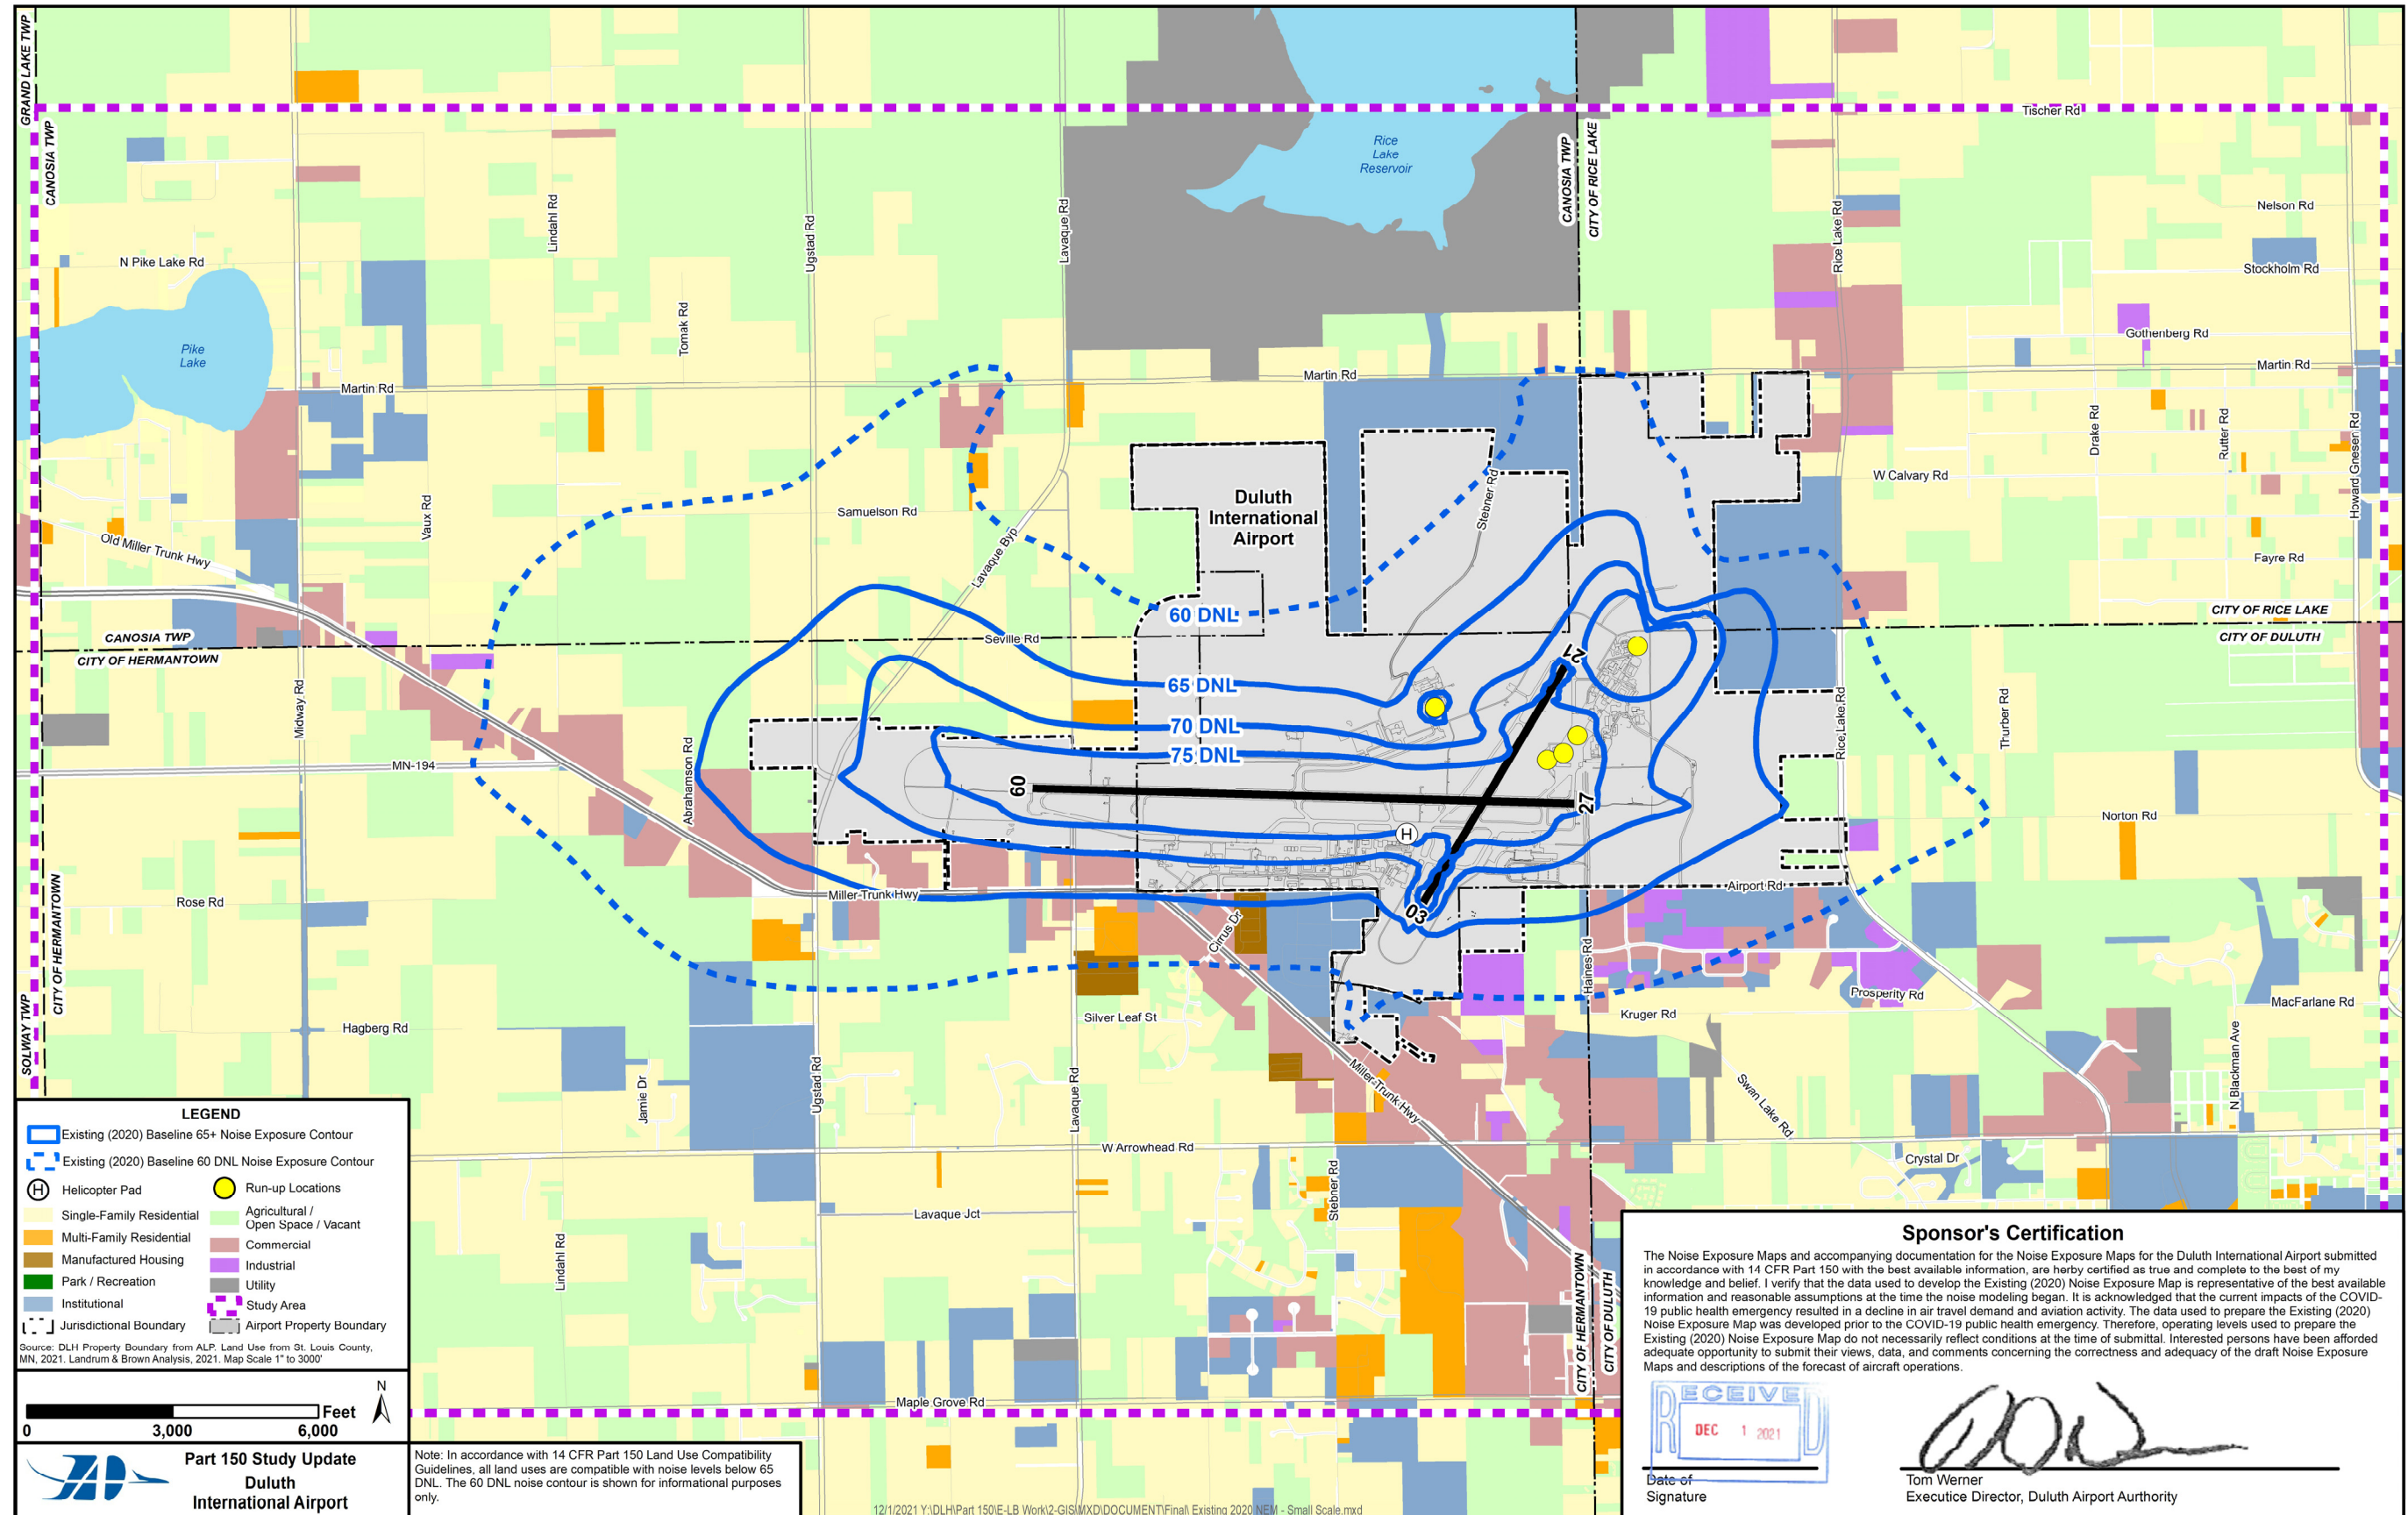 GRAND LAKE TWP
CANOSIA TWP
Tischer Rd
Rice
Lake
Reservoir
CANOSIA TWP
CITY OF RICE LAKE
Lindahl Rd
Ugstad Rd
Lavaque Rd
Rice Lake Rd
Nelson Rd
N Pike Lake Rd
Stockholm Rd
Tomak Rd
Gothenberg Rd
Pike
Lake
Martin Rd
Martin Rd
Martin Rd
Drake Rd
Rutter Rd
Howard Gnesen Rd
W Calvary Rd
Vaux Rd
Samuelson Rd
Stebner Rd
Duluth
International
Airport
Old Miller Trunk Hwy
Lavaque Byp
Fayre Rd
60 DNL
CITY OF RICE LAKE
CITY OF DULUTH
CANOSIA TWP
CITY OF HERMANTOWN
Seville Rd
21
65 DNL
Midway Rd
70 DNL
75 DNL
Rice Lake Rd
Thurber Rd
Abrahamson Rd
MN-194
09
27
H
Norton Rd
Miller Trunk Hwy
Airport Rd
Rose Rd
03
Cirrus Dr
Haines Rd
SOLWAY TWP
CITY OF HERMANTOWN
Prosperity Rd
MacFarlane Rd
Hagberg Rd
Silver Leaf St
Kruger Rd
Jamie Dr
Ugstad Rd
Lavaque Rd
Miller Trunk Hwy
Swan Lake Rd
N Blackman Ave
W Arrowhead Rd
Crystal Dr
Stebner Rd
Lavaque Jct
Lindahl Rd
CITY OF HERMANTOWN
CITY OF DULUTH
Maple Grove Rd
LEGEND
Existing (2020) Baseline 65+ Noise Exposure Contour
Existing (2020) Baseline 60 DNL Noise Exposure Contour
H Helicopter Pad
Run-up Locations
Single-Family Residential
Agricultural /
Open Space / Vacant
Multi-Family Residential
Commercial
Manufactured Housing
Industrial
Park / Recreation
Utility
Institutional
Study Area
Jurisdictional Boundary
Airport Property Boundary
Source: DLH Property Boundary from ALP. Land Use from St. Louis County,
MN, 2021. Landrum & Brown Analysis, 2021. Map Scale 1" to 3000'
N
Feet
0 3,000 6,000
Part 150 Study Update
Duluth
International Airport
Note: In accordance with 14 CFR Part 150 Land Use Compatibility
Guidelines, all land uses are compatible with noise levels below 65
DNL. The 60 DNL noise contour is shown for informational purposes
only.
12/1/2021 Y:\DLH\Part 150\E-LB Work\2-GIS\MXD\DOCUMENT\Final\ Existing 2020 NEM - Small Scale.mxd
Sponsor's Certification
The Noise Exposure Maps and accompanying documentation for the Noise Exposure Maps for the Duluth International Airport submitted
in accordance with 14 CFR Part 150 with the best available information, are herby certified as true and complete to the best of my
knowledge and belief. I verify that the data used to develop the Existing (2020) Noise Exposure Map is representative of the best available
information and reasonable assumptions at the time the noise modeling began. It is acknowledged that the current impacts of the COVID-
19 public health emergency resulted in a decline in air travel demand and aviation activity. The data used to prepare the Existing (2020)
Noise Exposure Map was developed prior to the COVID-19 public health emergency. Therefore, operating levels used to prepare the
Existing (2020) Noise Exposure Map do not necessarily reflect conditions at the time of submittal. Interested persons have been afforded
adequate opportunity to submit their views, data, and comments concerning the correctness and adequacy of the draft Noise Exposure
Maps and descriptions of the forecast of aircraft operations.
RECEIVED
DEC 1 2021
Date of
Signature
Tom Werner
Executice Director, Duluth Airport Aurthority